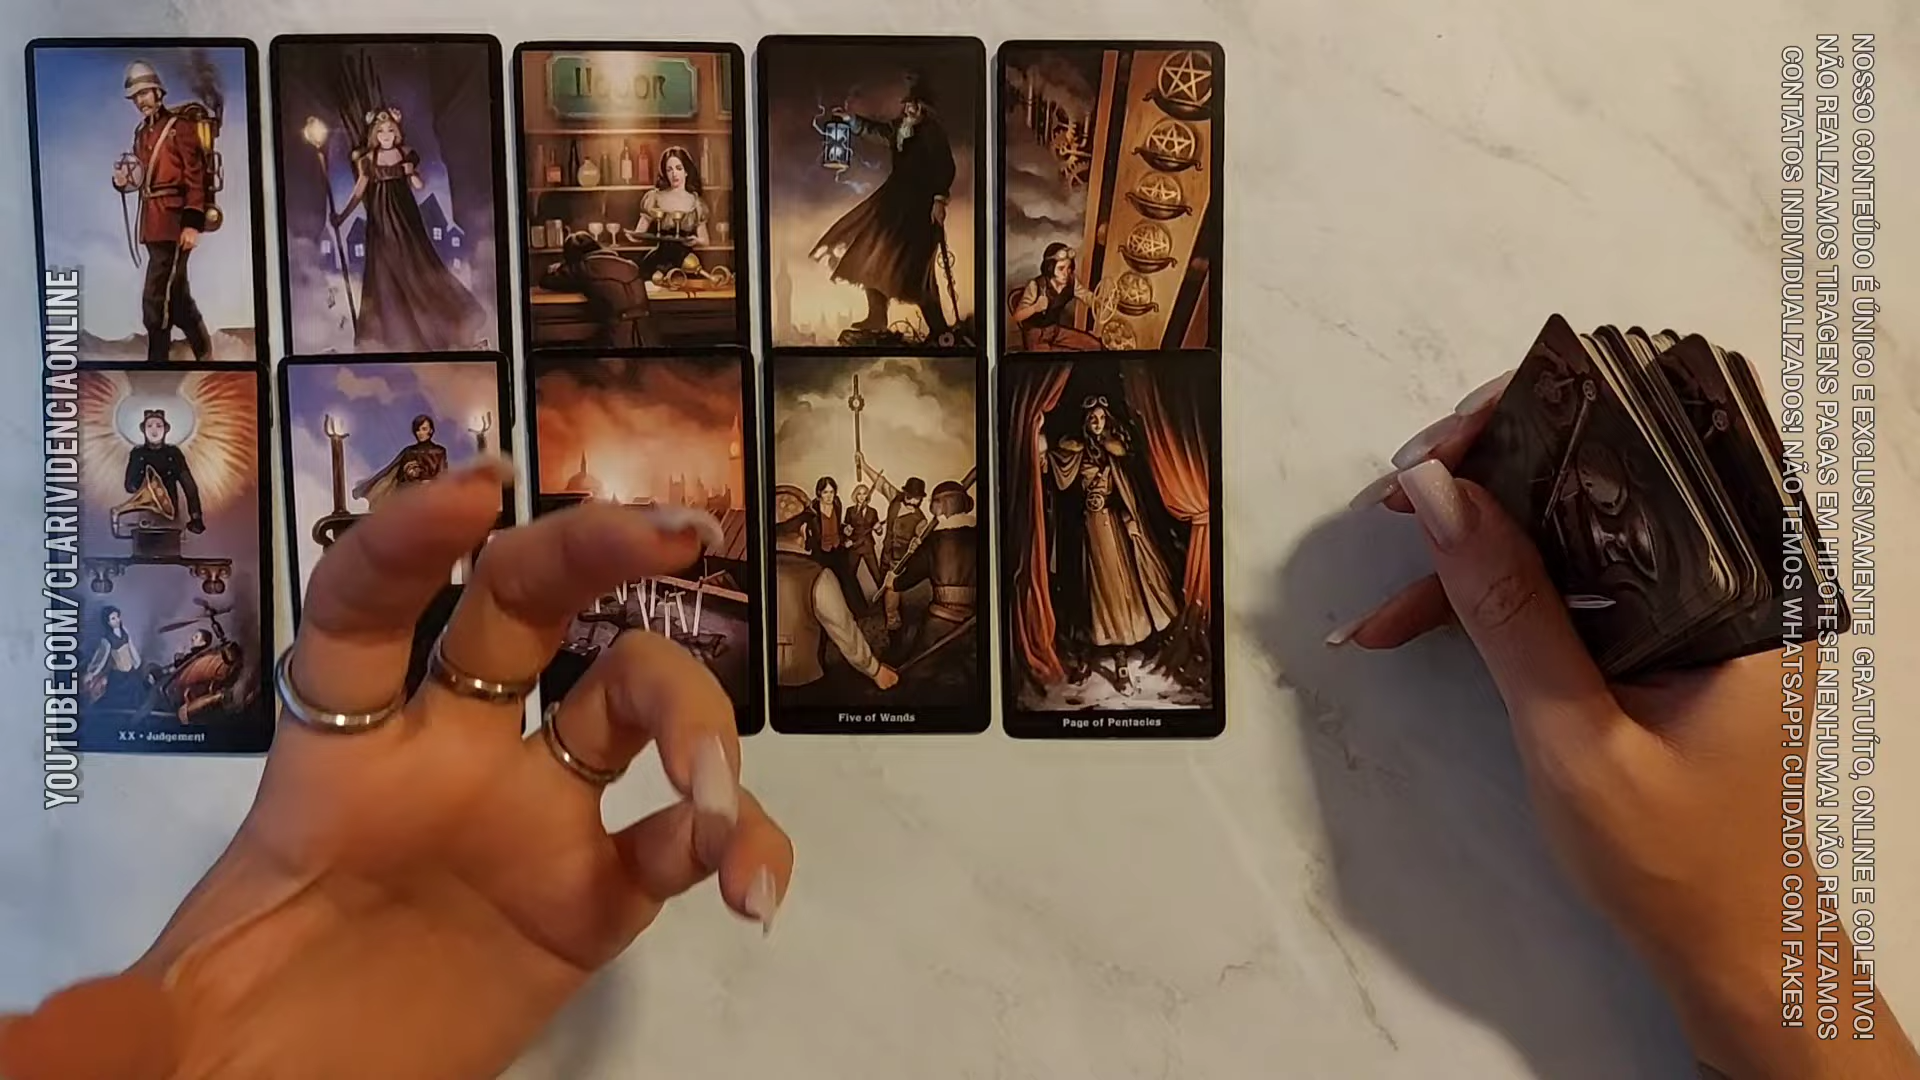 YOUTUBE.COM/CLARIVIDENCIAONLINE
LIQUOR
XX • Judgement
Five of Wands
Page of Pentacles
NOSSO CONTEÚDO É ÚNICO E EXCLUSIVAMENTE GRATUÍTO, ONLINE E COLETIVO!
NÃO REALIZAMOS TIRAGENS PAGAS EM HIPÓTESE NENHUMA! NÃO REALIZAMOS
CONTATOS INDIVIDUALIZADOS! NÃO TEMOS WHATSAPP! CUIDADO COM FAKES!